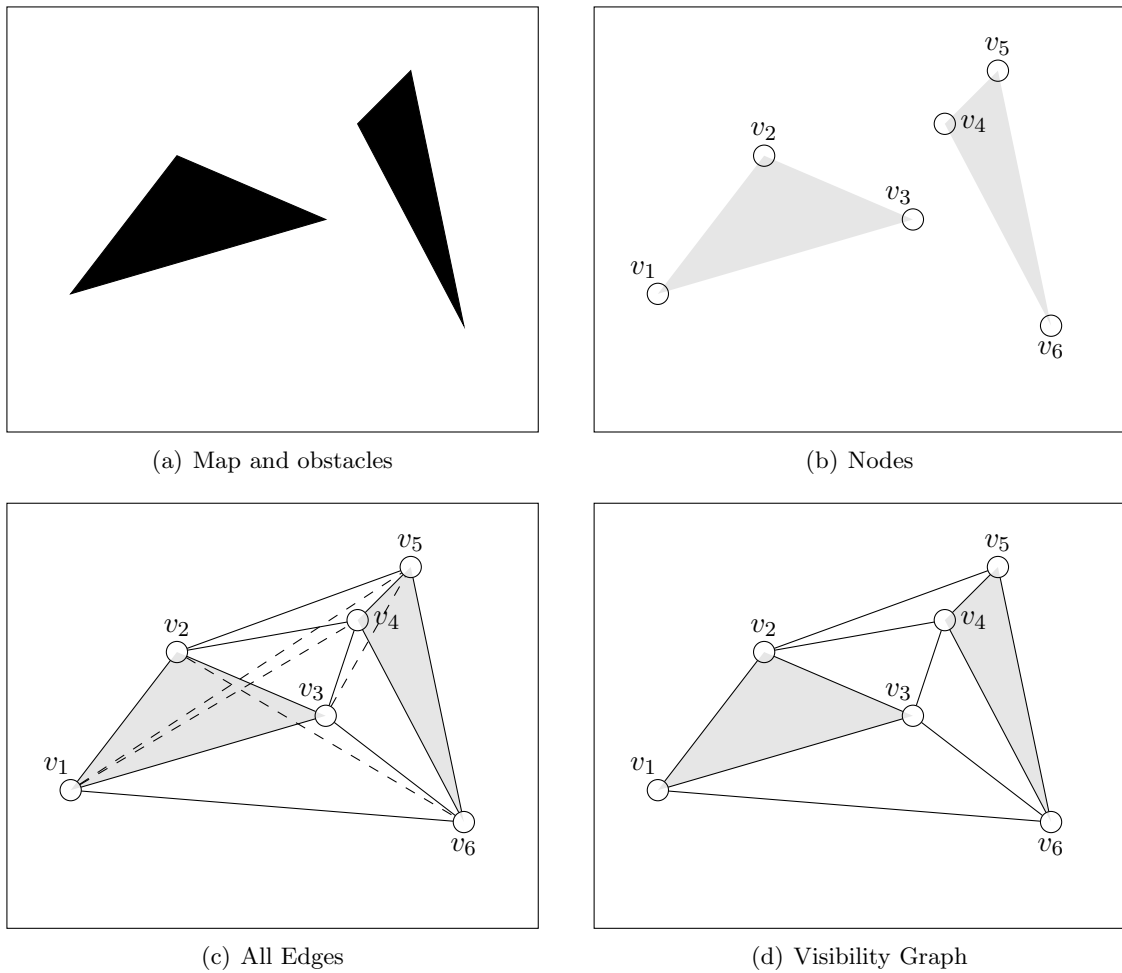 v5
v4
v2
v3
v1
v6
(a) Map and obstacles
(b) Nodes
v5
v4
v2
v3
v1
v6
(c) All Edges
v5
v4
v2
v3
v1
v6
(d) Visibility Graph